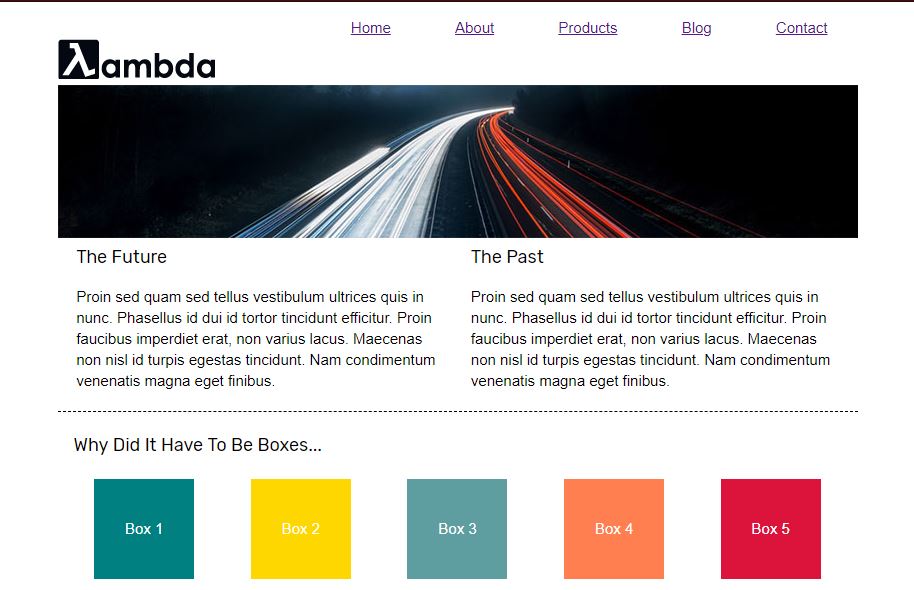 Home About Products Blog Contact
λambda
The Future
Proin sed quam sed tellus vestibulum ultrices quis in
nunc. Phasellus id dui id tortor tincidunt efficitur. Proin
faucibus imperdiet erat, non varius lacus. Maecenas
non nisl id turpis egestas tincidunt. Nam condimentum
venenatis magna eget finibus.
The Past
Proin sed quam sed tellus vestibulum ultrices quis in
nunc. Phasellus id dui id tortor tincidunt efficitur. Proin
faucibus imperdiet erat, non varius lacus. Maecenas
non nisl id turpis egestas tincidunt. Nam condimentum
venenatis magna eget finibus.
Why Did It Have To Be Boxes...
Box 1 Box 2 Box 3 Box 4 Box 5